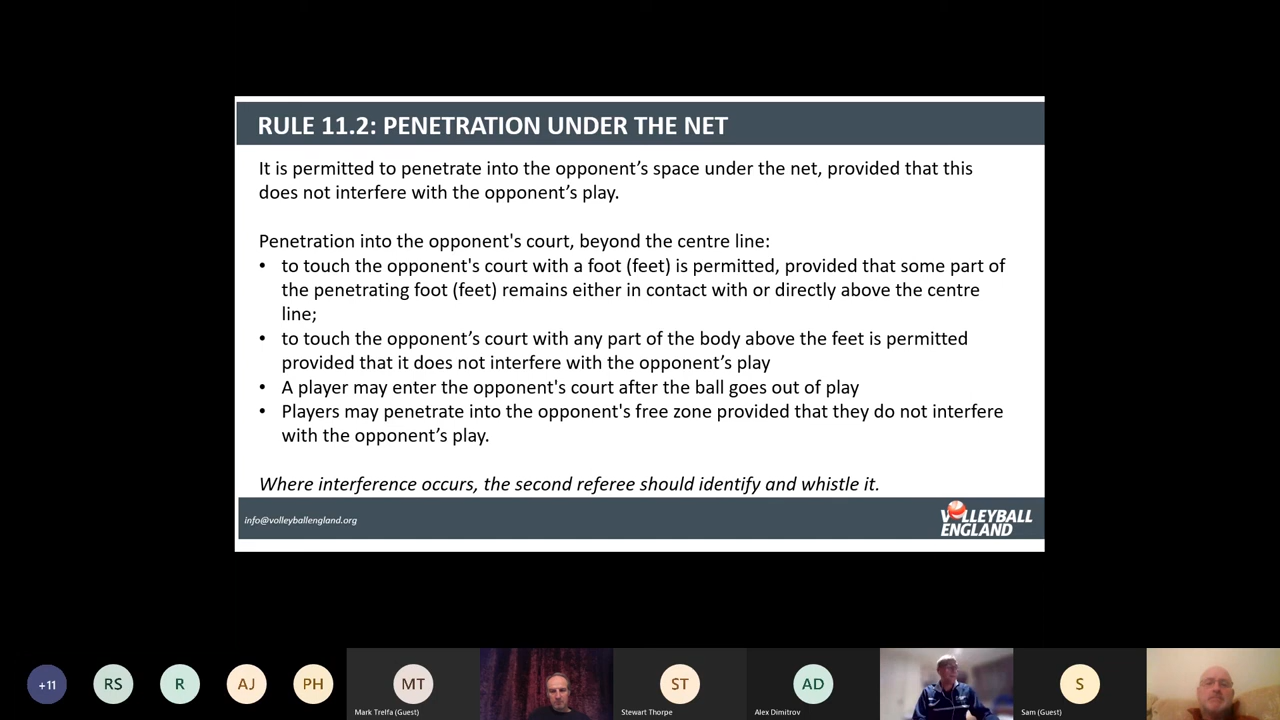 RULE 11.2: PENETRATION UNDER THE NET
It is permitted to penetrate into the opponent’s space under the net, provided that this
does not interfere with the opponent’s play.
Penetration into the opponent's court, beyond the centre line:
• to touch the opponent's court with a foot (feet) is permitted, provided that some part of
the penetrating foot (feet) remains either in contact with or directly above the centre
line;
• to touch the opponent’s court with any part of the body above the feet is permitted
provided that it does not interfere with the opponent’s play
• A player may enter the opponent's court after the ball goes out of play
• Players may penetrate into the opponent's free zone provided that they do not interfere
with the opponent’s play.
Where interference occurs, the second referee should identify and whistle it.
info@volleyballengland.org
VOLLEYBALL
ENGLAND
+11
RS
R
AJ
PH
MT
ST
AD
S
Mark Trelfa (Guest)
Stewart Thorpe
Alex Dimitrov
Sam (Guest)